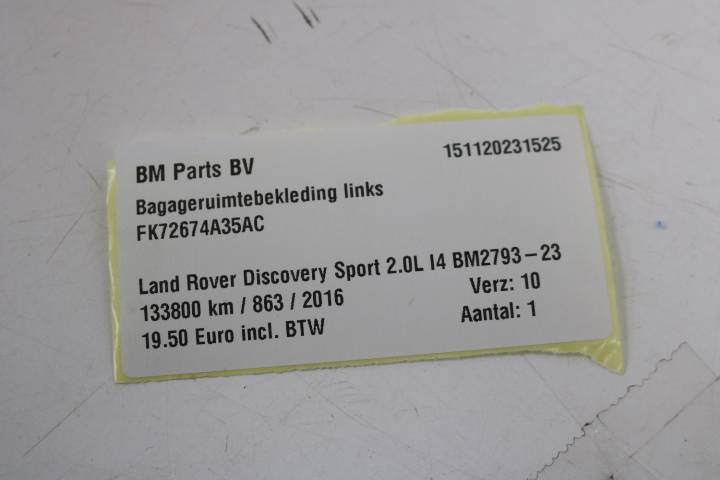 BM Parts BV 151120231525
Bagageruimtebekleding links
FK72674A35AC
Land Rover Discovery Sport 2.0L I4 BM2793-23
133800 km / 863 / 2016 Verz: 10
19.50 Euro incl. BTW Aantal: 1